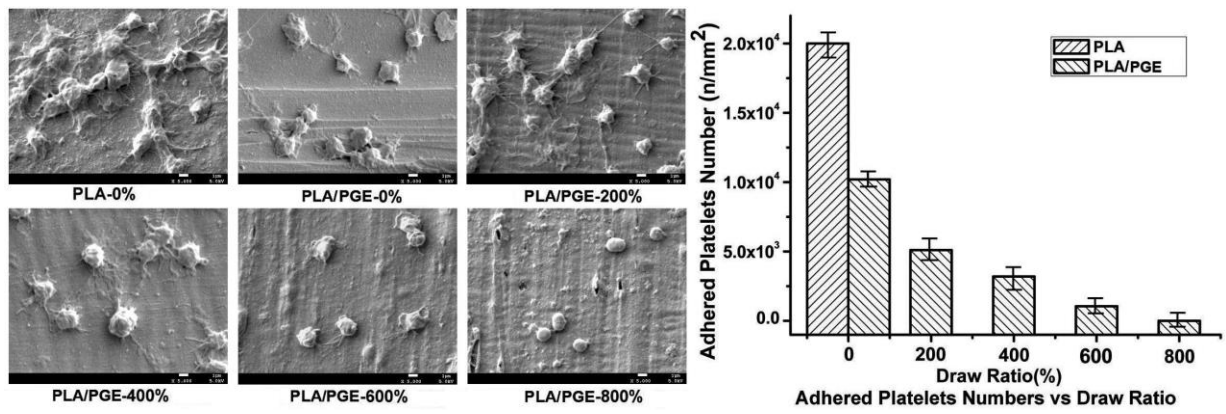 PLA-0%
PLA/PGE-0%
PLA/PGE-200%
PLA/PGE-400%
PLA/PGE-600%
PLA/PGE-800%
Adhered Platelets Number (n/mm²)
2.0x10⁴
1.5x10⁴
1.0x10⁴
5.0x10³
0.0
PLA
PLA/PGE
0 200 400 600 800
Draw Ratio(%)
Adhered Platelets Numbers vs Draw Ratio